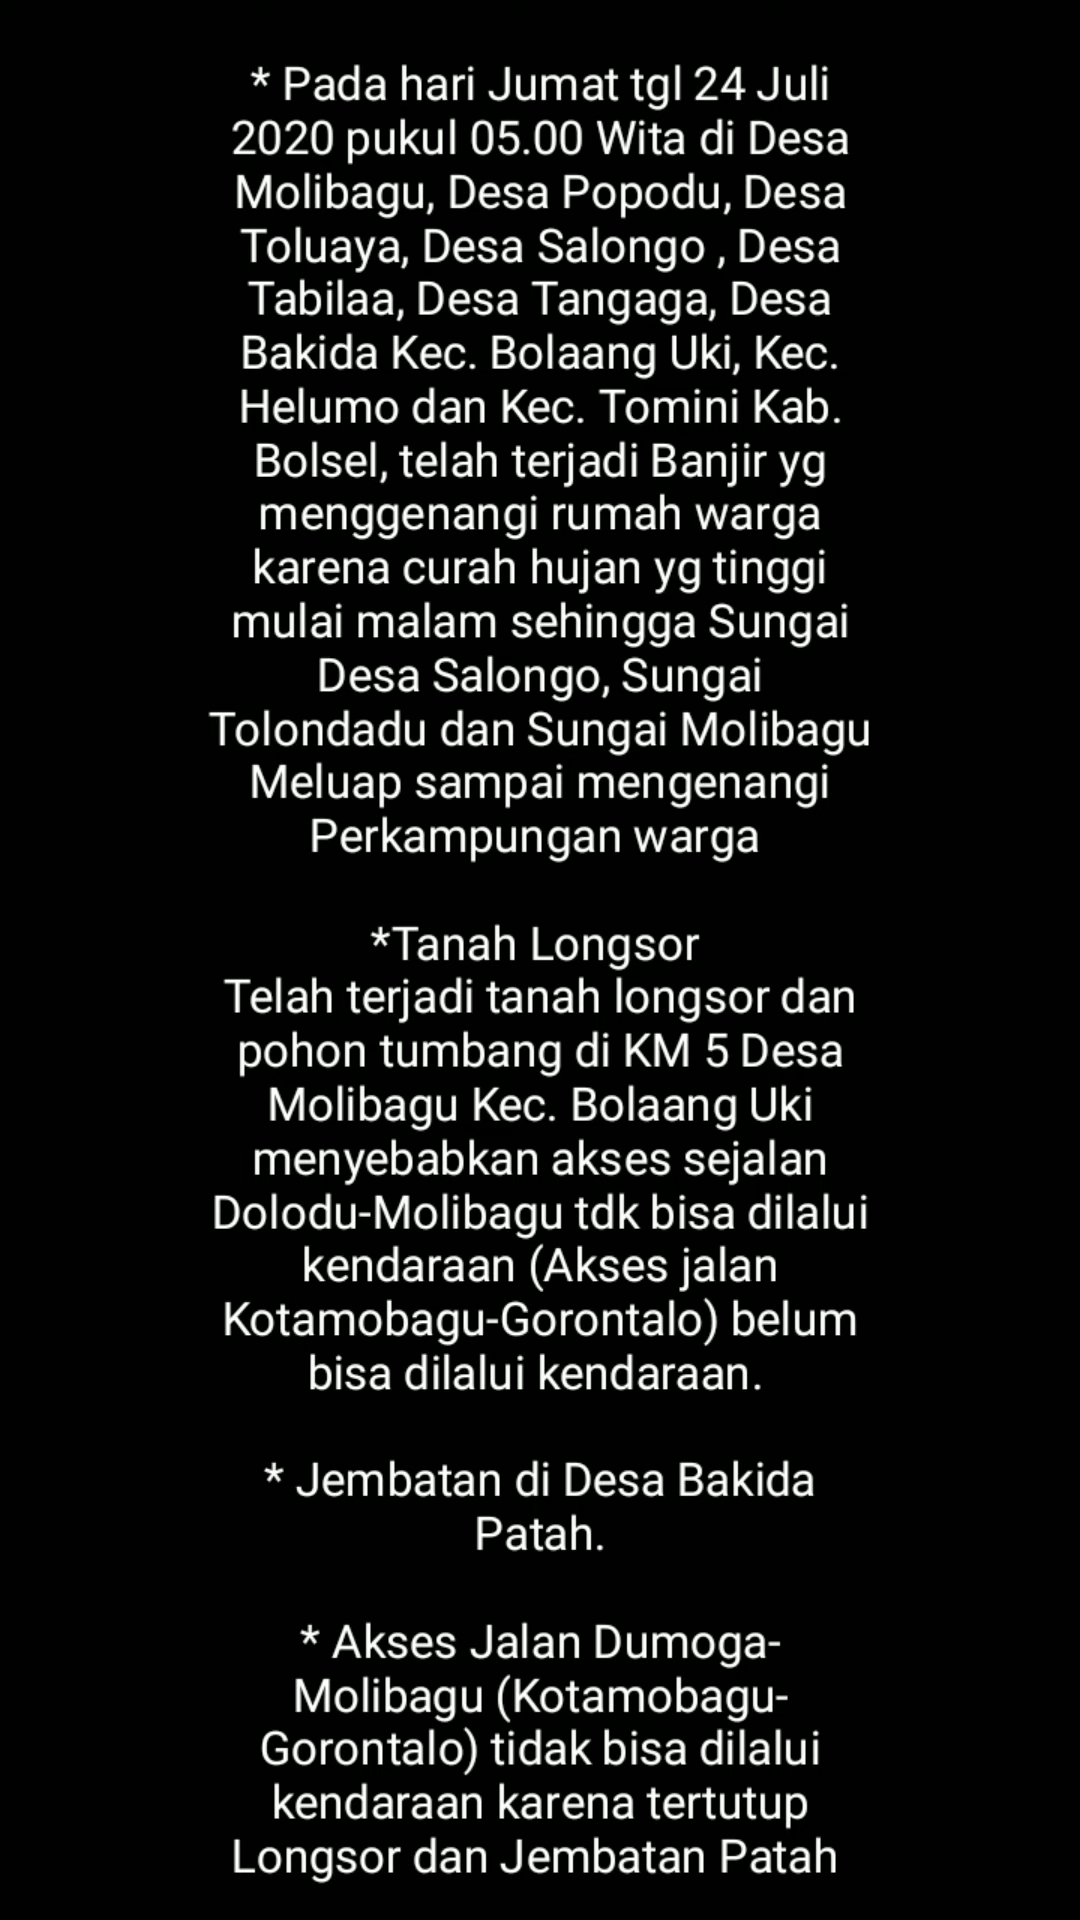 * Pada hari Jumat tgl 24 Juli
2020 pukul 05.00 Wita di Desa
Molibagu, Desa Popodu, Desa
Toluaya, Desa Salongo , Desa
Tabilaa, Desa Tangaga, Desa
Bakida Kec. Bolaang Uki, Kec.
Helumo dan Kec. Tomini Kab.
Bolsel, telah terjadi Banjir yg
menggenangi rumah warga
karena curah hujan yg tinggi
mulai malam sehingga Sungai
Desa Salongo, Sungai
Tolondadu dan Sungai Molibagu
Meluap sampai mengenangi
Perkampungan warga
*Tanah Longsor
Telah terjadi tanah longsor dan
pohon tumbang di KM 5 Desa
Molibagu Kec. Bolaang Uki
menyebabkan akses sejalan
Dolodu-Molibagu tdk bisa dilalui
kendaraan (Akses jalan
Kotamobagu-Gorontalo) belum
bisa dilalui kendaraan.
* Jembatan di Desa Bakida
Patah.
* Akses Jalan Dumoga-
Molibagu (Kotamobagu-
Gorontalo) tidak bisa dilalui
kendaraan karena tertutup
Longsor dan Jembatan Patah